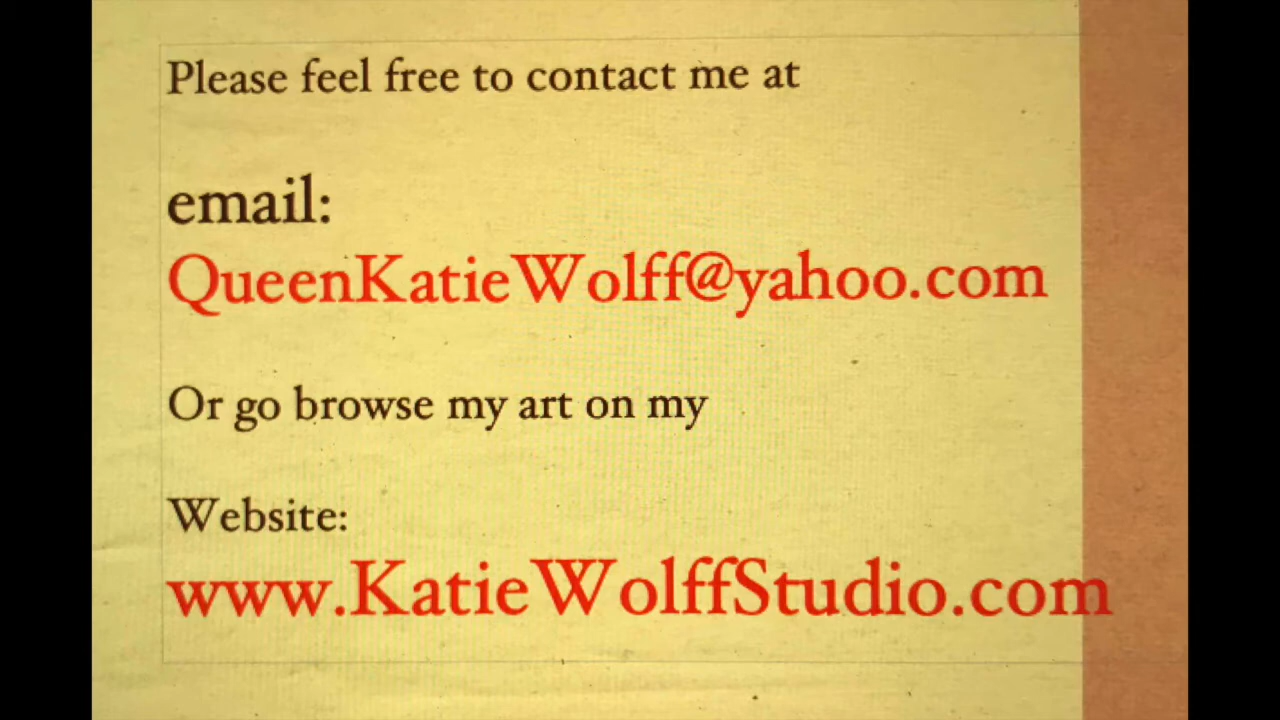 Please feel free to contact me at
email:
QueenKatieWolff@yahoo.com
Or go browse my art on my
Website:
www.KatieWolffStudio.com